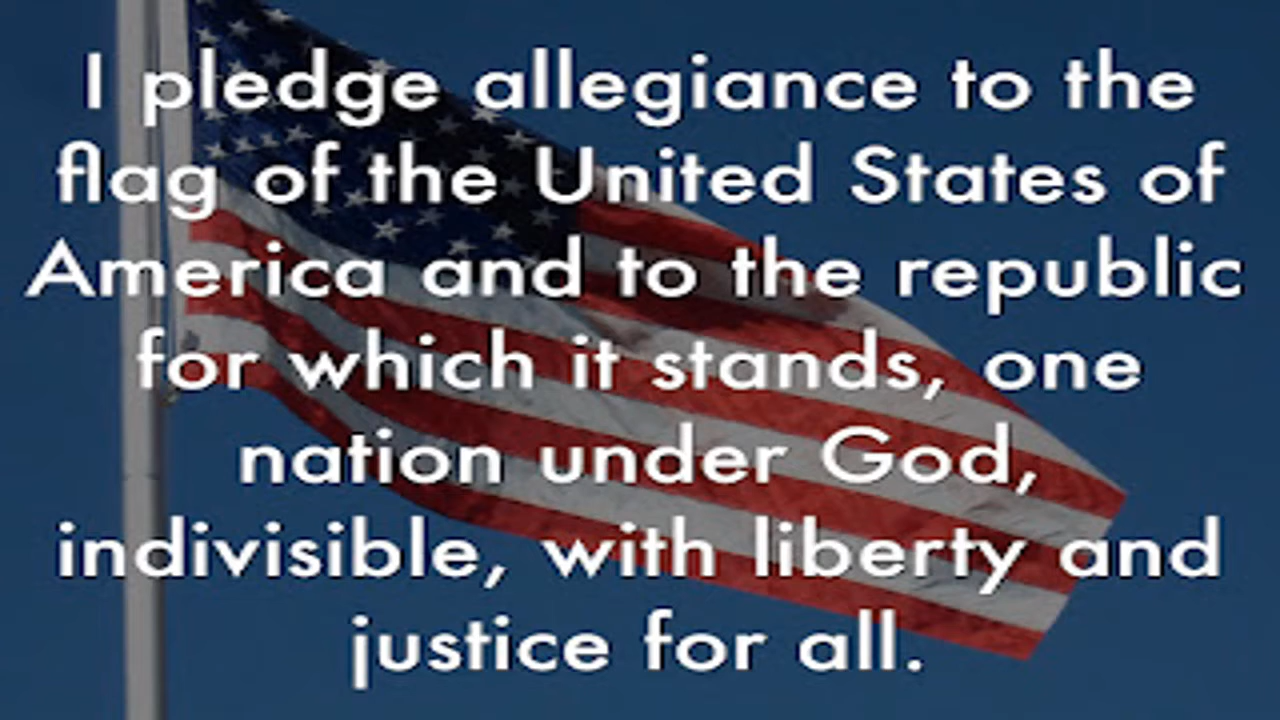 I pledge allegiance to the
flag of the United States of
America and to the republic
for which it stands, one
nation under God,
indivisible, with liberty and
justice for all.